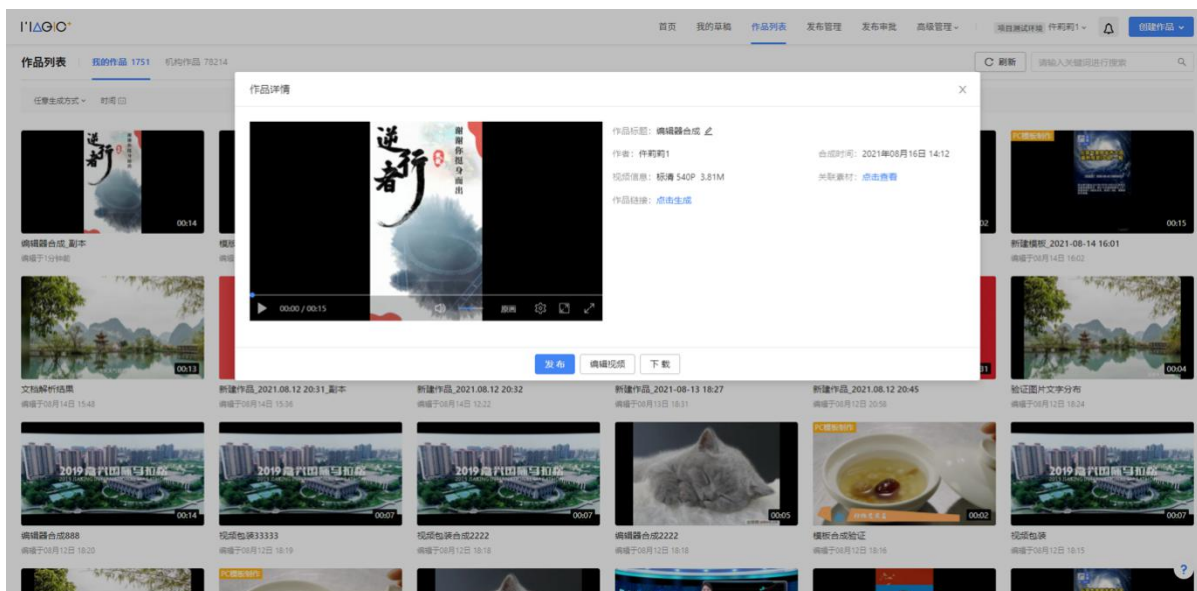 首页 我的草稿 作品列表 发布管理 发布审批 高级管理 项目测试环境 仵莉莉1 创建作品
作品列表 我的作品 1751 机构作品 78214 刷新 请输入关键词进行搜索
任意生成方式 时间
作品详情
作品标题：编辑器合成
作者：仵莉莉1 合成时间：2021年08月16日 14:12
视频信息：标清 540P 3.81M 关联素材：点击查看
作品链接：点击生成
逆行者
谢谢你挺身而出
00:00 / 00:15 原画
发布 编辑视频 下载
逆行者
00:14
PC模板制作
00:15
编辑器合成_副本
编辑于1分钟前
新建模板_2021-08-14 16:01
编辑于08月14日 16:02
00:13
00:04
文档解析结果 新建作品_2021.08.12 20:31_副本 新建作品_2021.08.12 20:32 新建作品_2021-08-13 18:27 新建作品_2021.08.12 20:45 验证图片文字分布
编辑于08月14日 15:43 编辑于08月14日 15:36 编辑于08月14日 12:22 编辑于08月13日 18:31 编辑于08月12日 20:58 编辑于08月12日 18:24
PC模板制作
00:14 00:07 00:07 00:05 00:02 00:07
编辑器合成888 视频包装33333 视频包装2222 编辑器合成2222 模板合成验证 视频包装
编辑于08月12日 18:20 编辑于08月12日 18:19 编辑于08月12日 18:18 编辑于08月12日 18:18 编辑于08月12日 18:16 编辑于08月12日 18:15
PC模板制作
?